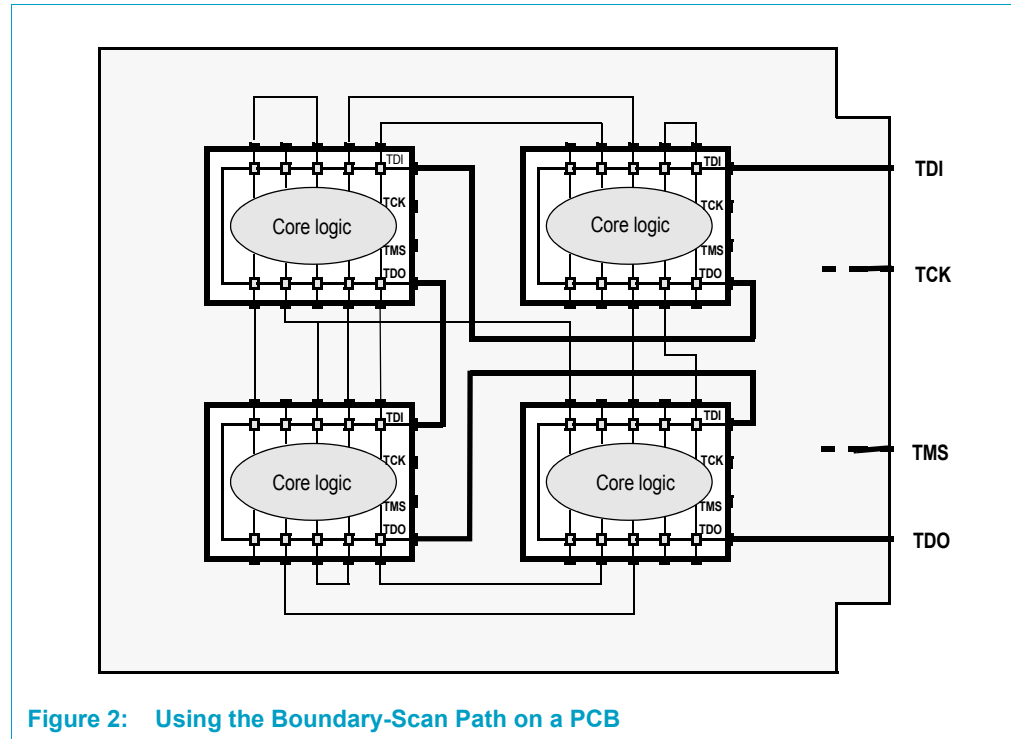 TDI
TCK
Core logic
TMS
TDO
TDI
TCK
Core logic
TMS
TDO
TDI
TCK
Core logic
TMS
TDO
TDI
TCK
Core logic
TMS
TDO
TDI
TCK
TMS
TDO
Figure 2: Using the Boundary-Scan Path on a PCB